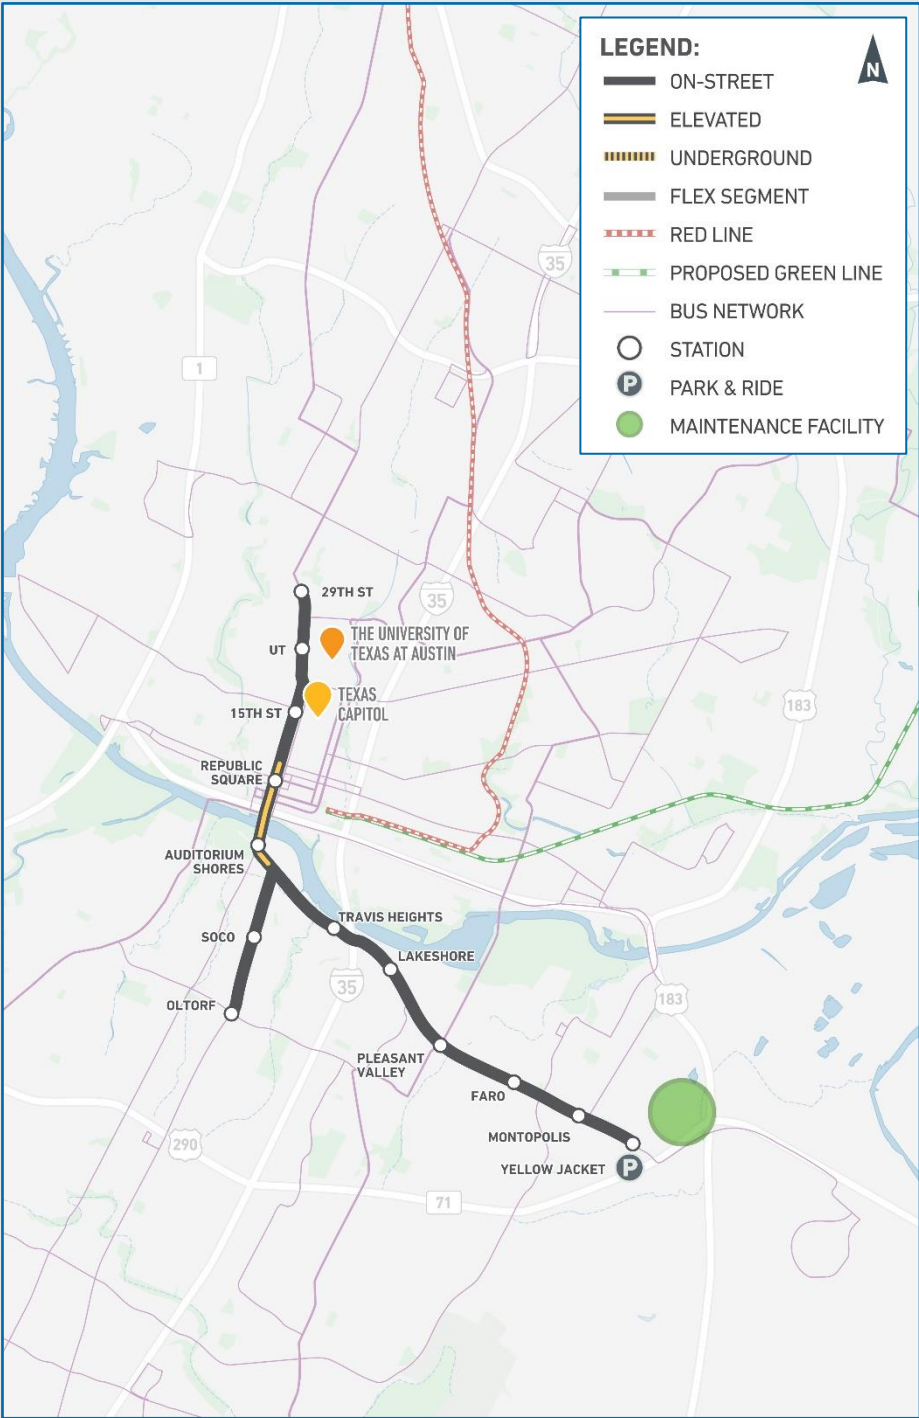 LEGEND:
N
ON-STREET
ELEVATED
UNDERGROUND
FLEX SEGMENT
RED LINE
PROPOSED GREEN LINE
BUS NETWORK
STATION
P
PARK & RIDE
MAINTENANCE FACILITY
35
1
29TH ST
35
UT
THE UNIVERSITY OF
TEXAS AT AUSTIN
15TH ST
TEXAS
CAPITOL
183
REPUBLIC
SQUARE
AUDITORIUM
SHORES
TRAVIS HEIGHTS
SOCO
LAKESHORE
35
183
OLTORF
PLEASANT
VALLEY
FARO
MONTOPOLIS
290
YELLOW JACKET
P
71